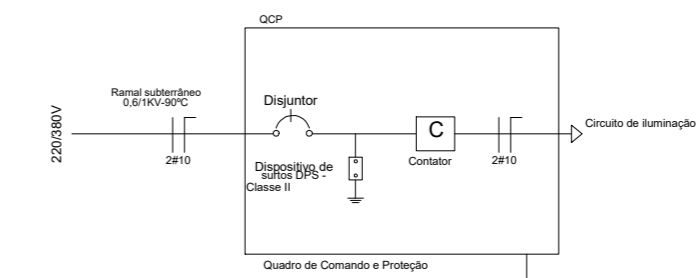 QCP
Ramal subterrâneo
0,6/1KV-90ºC
Disjuntor
220/380V
C
Circuito de iluminação
2#10
Contator
2#10
Dispositivo de
surtos DPS -
Classe II
Quadro de Comando e Proteção